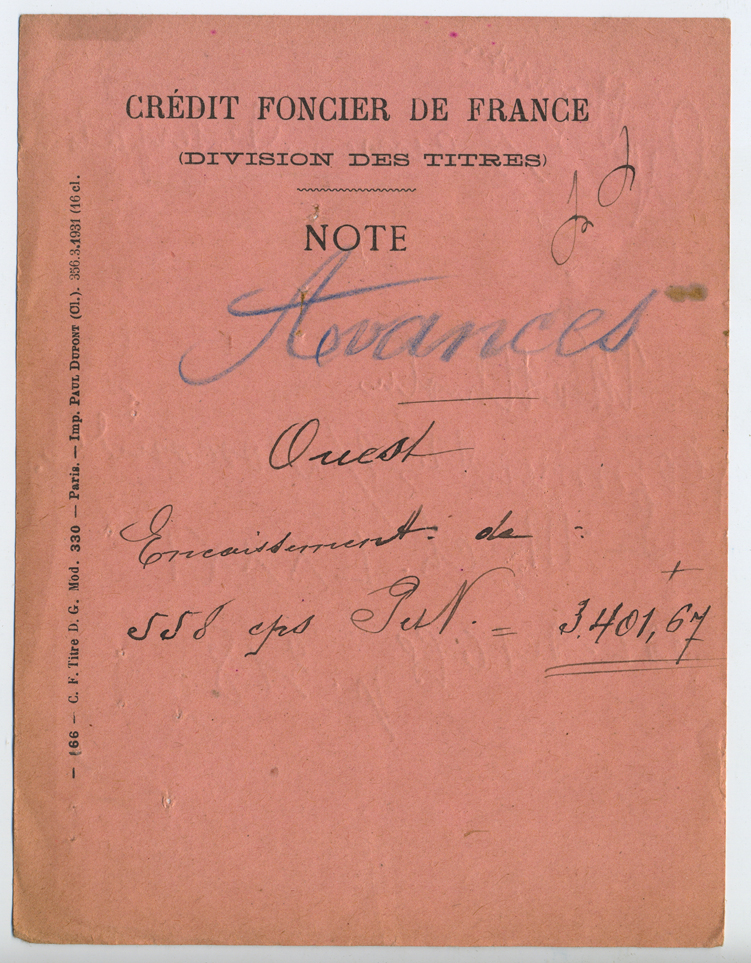 CRÉDIT FONCIER DE FRANCE
(DIVISION DES TITRES)
NOTE
Avances
Ouest
Encaissement de :
558 cps P et N. = 3.401,67
— 166 — C. F. Titre D. G. Mod. 330 — Paris. — Imp. PAUL DUPONT (Cl.). 356.3.1931 (16 cl.